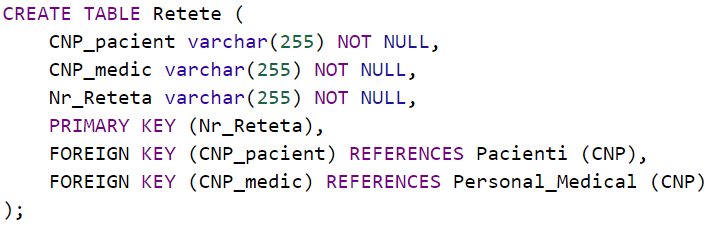 CREATE TABLE Retete (
    CNP_pacient varchar(255) NOT NULL,
    CNP_medic varchar(255) NOT NULL,
    Nr_Reteta varchar(255) NOT NULL,
    PRIMARY KEY (Nr_Reteta),
    FOREIGN KEY (CNP_pacient) REFERENCES Pacienti (CNP),
    FOREIGN KEY (CNP_medic) REFERENCES Personal_Medical (CNP)
);